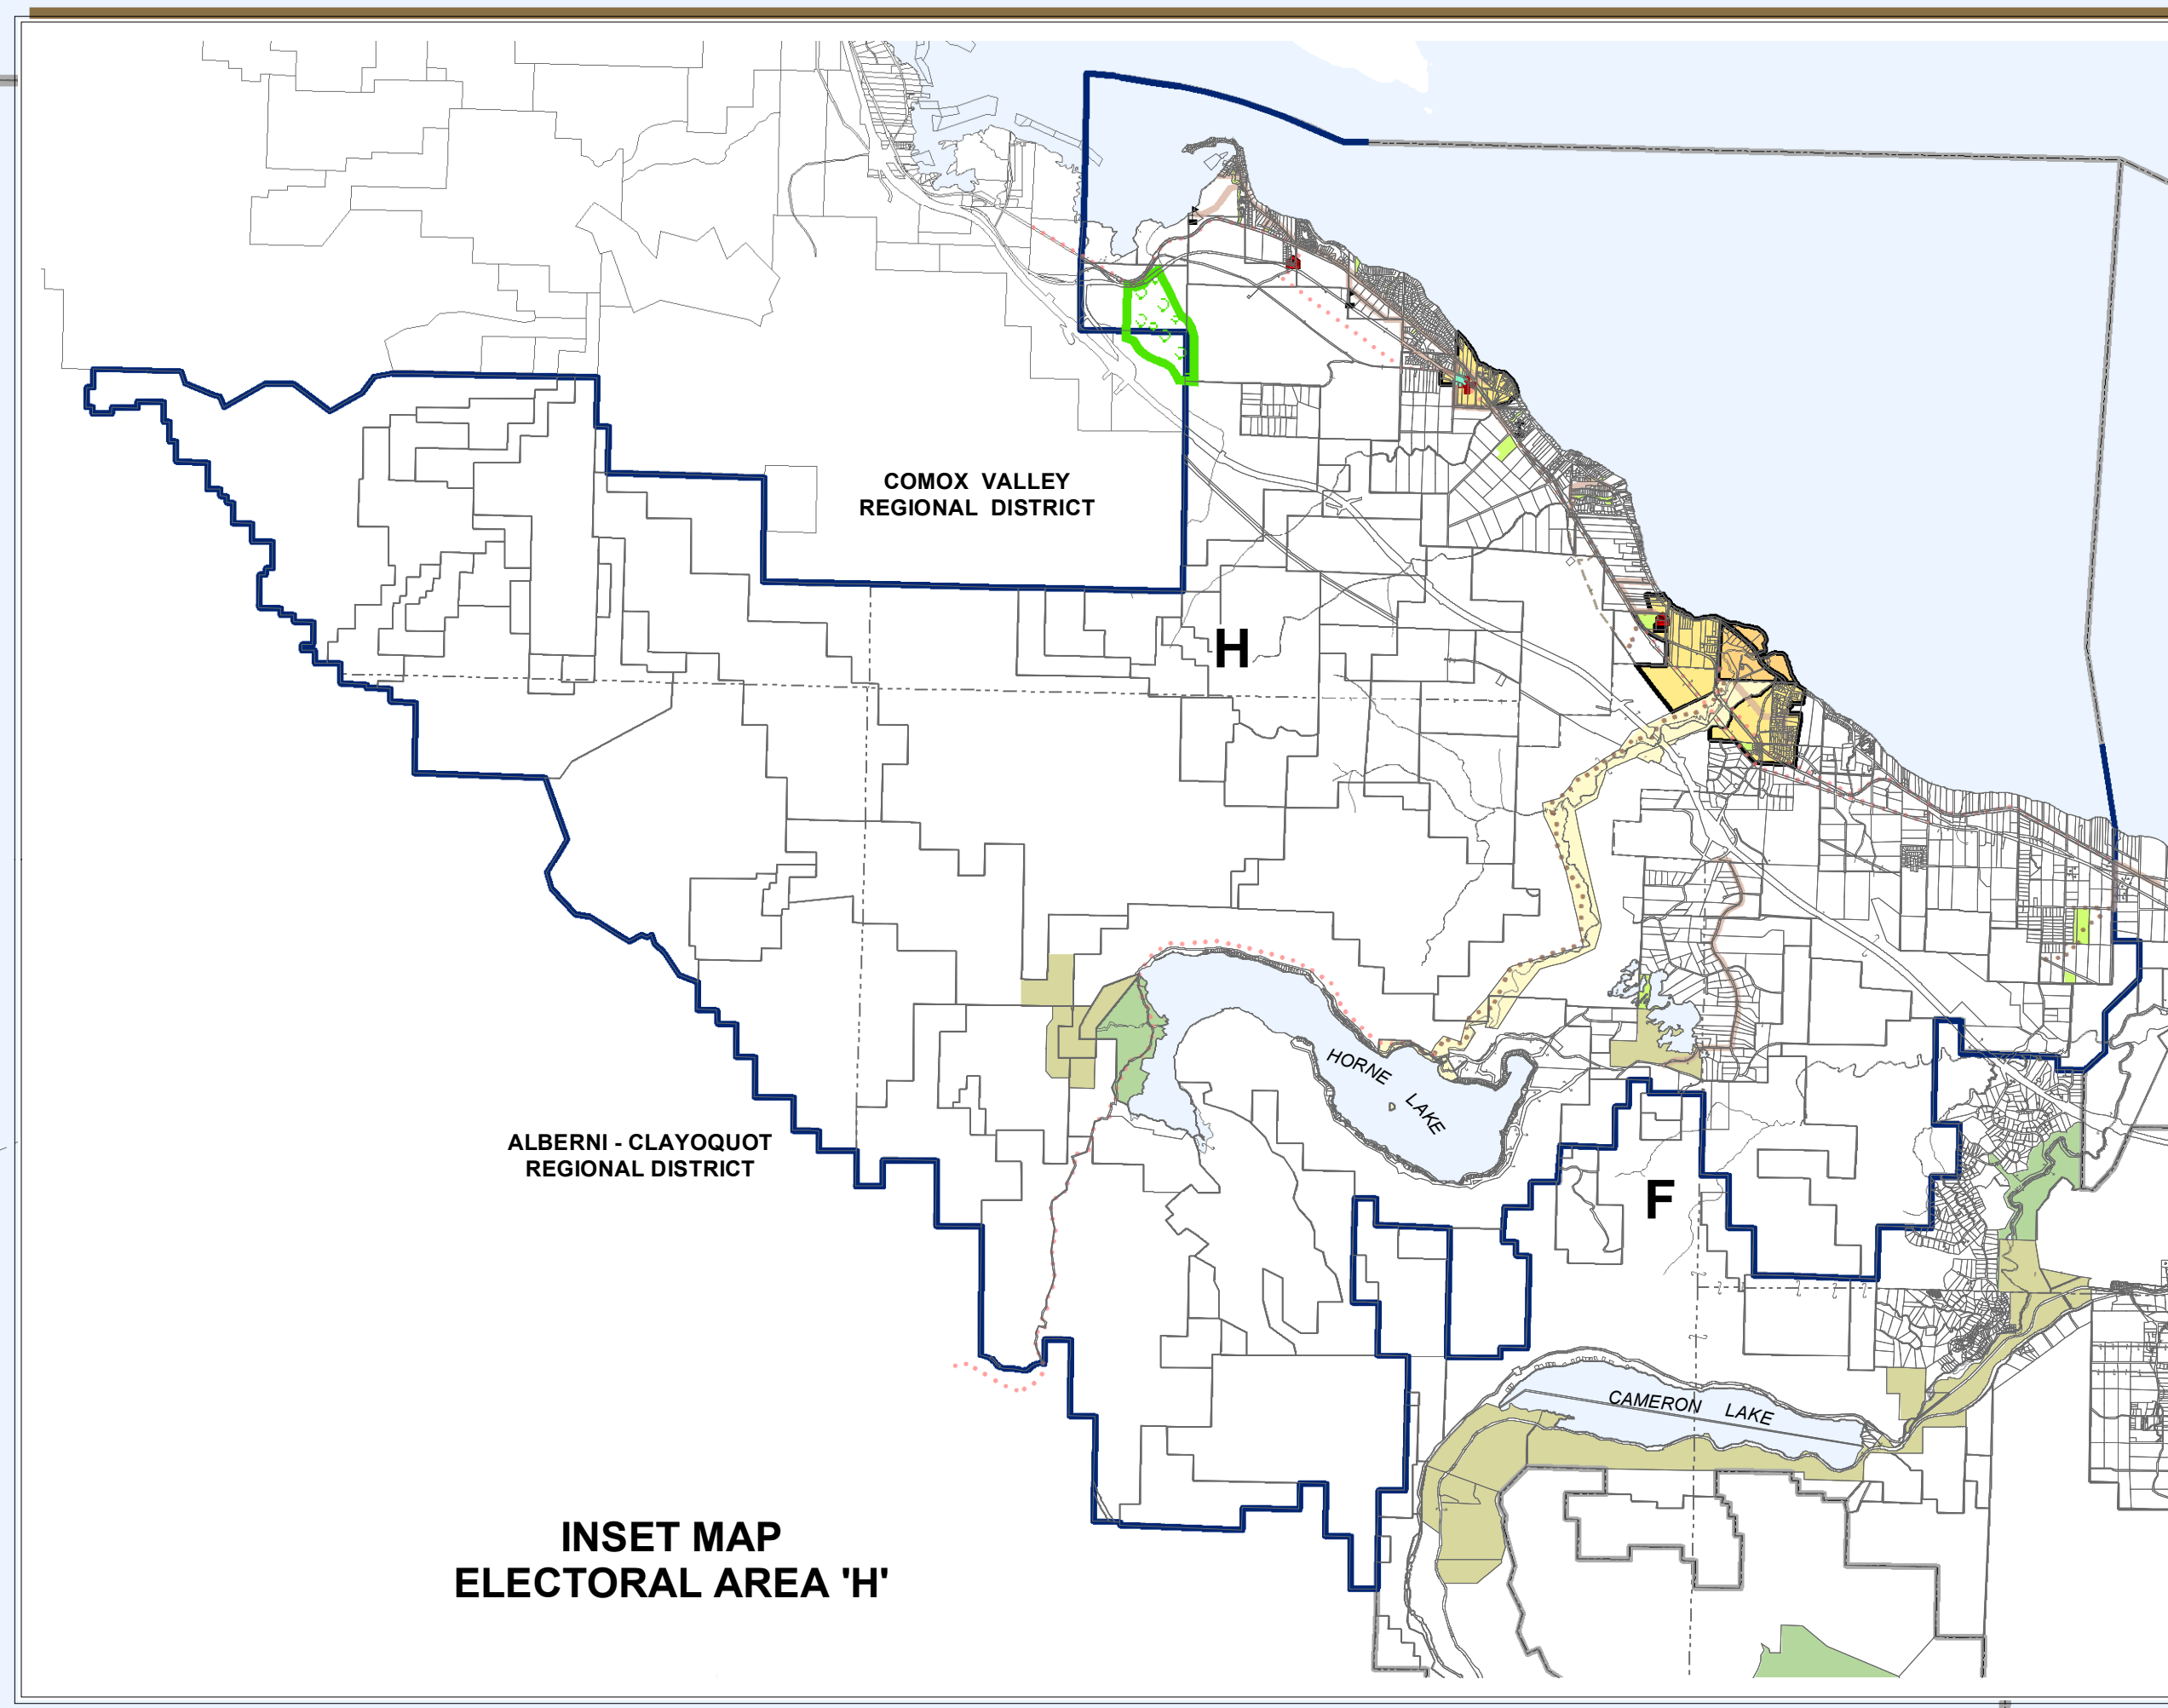 COMOX VALLEY
REGIONAL DISTRICT
H
HORNE
LAKE
ALBERNI - CLAYOQUOT
REGIONAL DISTRICT
F
CAMERON LAKE
INSET MAP
ELECTORAL AREA 'H'